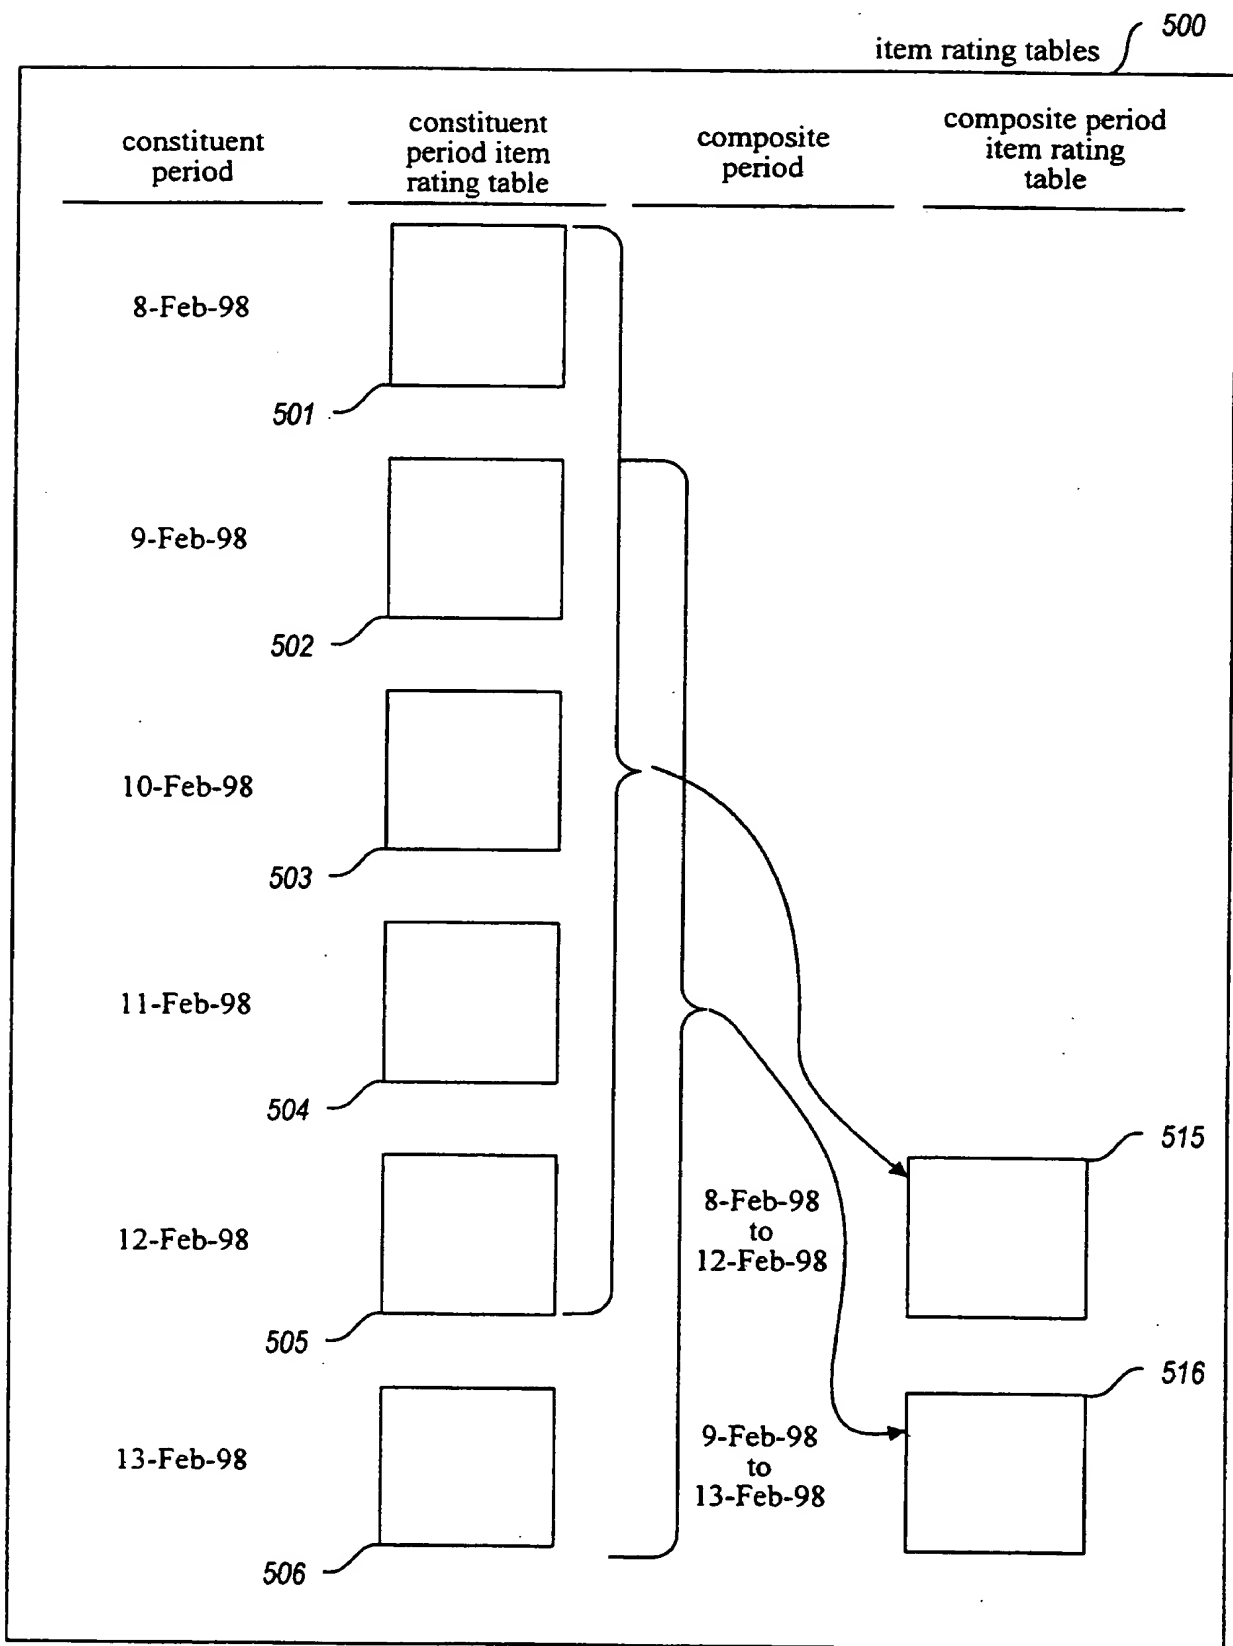 500
item rating tables
constituent
period
constituent
period item
rating table
composite
period
composite period
item rating
table
8-Feb-98
501
9-Feb-98
502
10-Feb-98
503
11-Feb-98
504
515
12-Feb-98
8-Feb-98
to
12-Feb-98
505
516
13-Feb-98
9-Feb-98
to
13-Feb-98
506